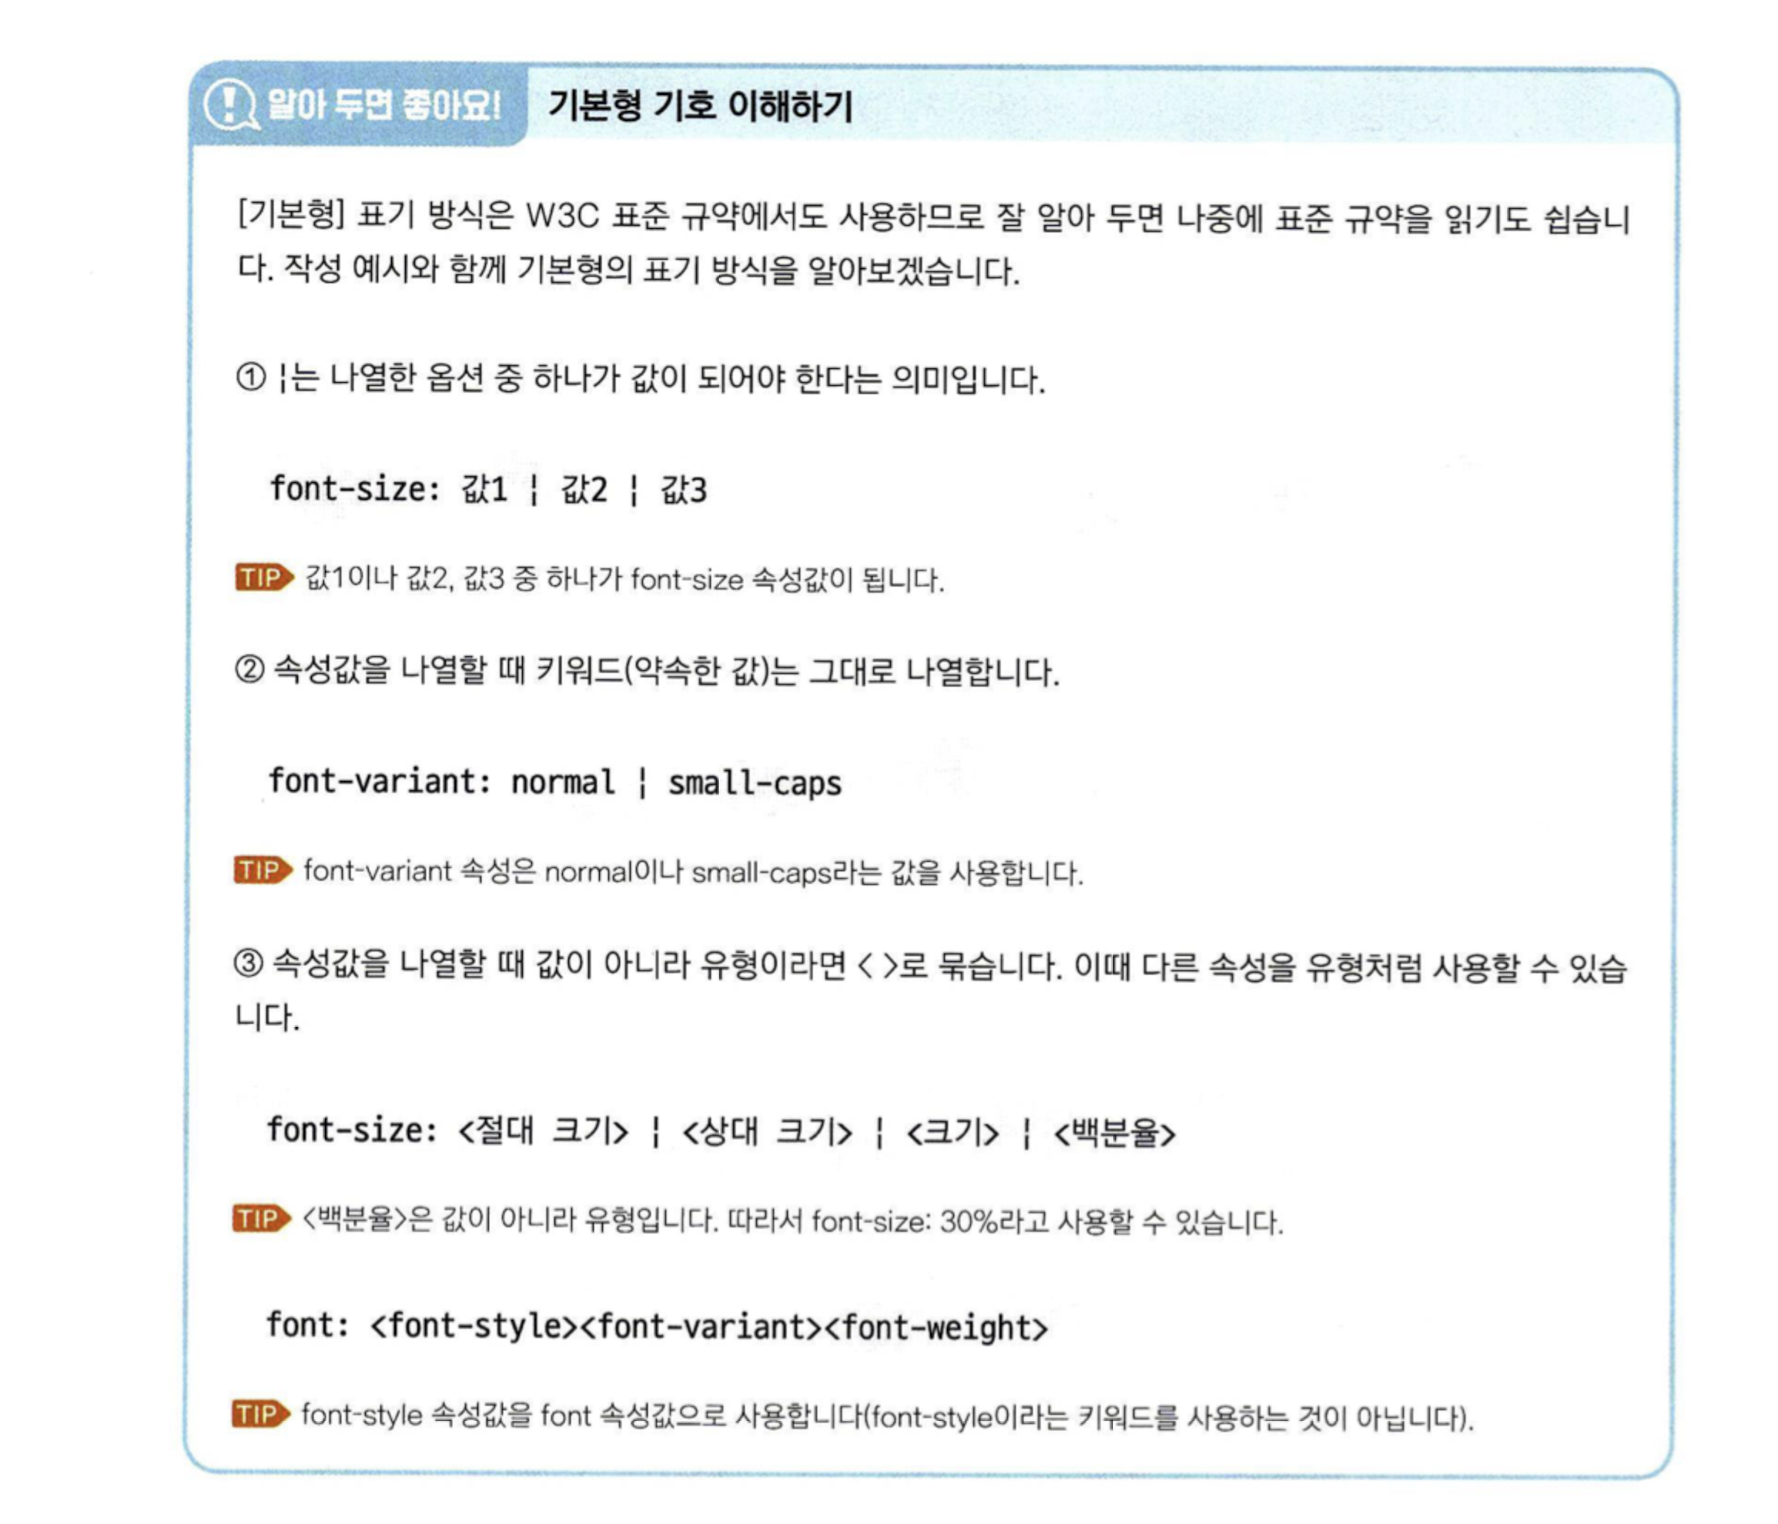 알아 두면 좋아요! 기본형 기호 이해하기
[기본형] 표기 방식은 W3C 표준 규약에서도 사용하므로 잘 알아 두면 나중에 표준 규약을 읽기도 쉽습니
다. 작성 예시와 함께 기본형의 표기 방식을 알아보겠습니다.
① ¦는 나열한 옵션 중 하나가 값이 되어야 한다는 의미입니다.
font-size: 값1 ¦ 값2 ¦ 값3
TIP 값1이나 값2, 값3 중 하나가 font-size 속성값이 됩니다.
② 속성값을 나열할 때 키워드(약속한 값)는 그대로 나열합니다.
font-variant: normal ¦ small-caps
TIP font-variant 속성은 normal이나 small-caps라는 값을 사용합니다.
③ 속성값을 나열할 때 값이 아니라 유형이라면 < >로 묶습니다. 이때 다른 속성을 유형처럼 사용할 수 있습
니다.
font-size: <절대 크기> ¦ <상대 크기> ¦ <크기> ¦ <백분율>
TIP <백분율>은 값이 아니라 유형입니다. 따라서 font-size: 30%라고 사용할 수 있습니다.
font: <font-style><font-variant><font-weight>
TIP font-style 속성값을 font 속성값으로 사용합니다(font-style이라는 키워드를 사용하는 것이 아닙니다).